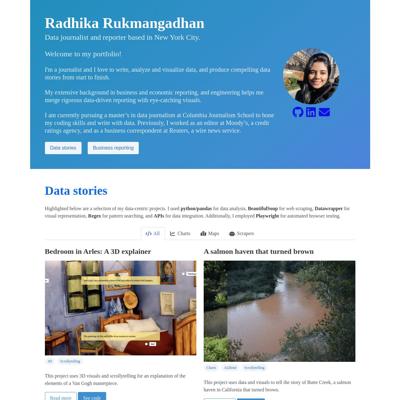 Radhika Rukmangadhan
Data journalist and reporter based in New York City.
Welcome to my portfolio!
I'm a journalist and I love to write, analyze and visualize data, and produce compelling data
stories from start to finish.
My extensive background in business and economic reporting, and engineering helps me
merge rigorous data-driven reporting with eye-catching visuals.
I am currently pursuing a master's in data journalism at Columbia Journalism School to hone
my coding skills and write with data. Previously, I worked as an editor at Moody's, a credit
ratings agency, and as a business correspondent at Reuters, a wire news service.
Data stories
Business reporting
Data stories
Highlighted below are a selection of my data-centric projects. I used python/pandas for data analysis, BeautifulSoup for web scraping, Datawrapper for
visual representation, Regex for pattern searching, and APIs for data integration. Additionally, I employed Playwright for automated browser testing.
All
Charts
Maps
Scrapers
Bedroom in Arles: A 3D explainer
A salmon haven that turned brown
3D
Scrollytelling
Charts
Ai2html
Scrollytelling
This project uses 3D visuals and scrollytelling for an explanation of the
elements of a Van Gogh masterpiece.
This project uses data and visuals to tell the story of Butte Creek, a salmon
haven in California that turned brown.
Read more
See code